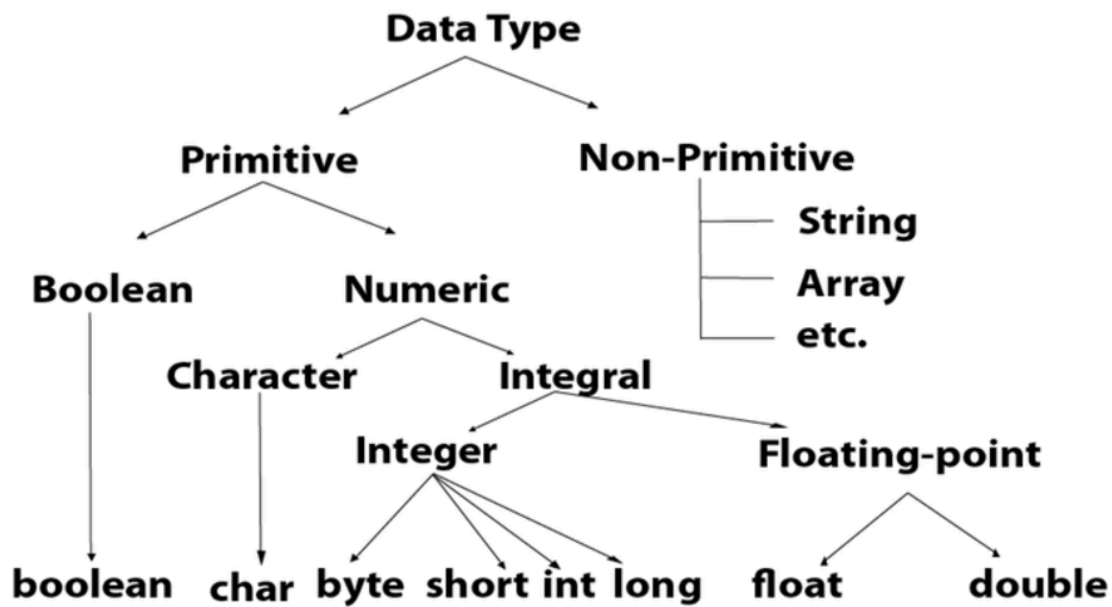 Data Type
Primitive
Non-Primitive
String
Array
etc.
Boolean
Numeric
Character
Integral
Integer
Floating-point
boolean
char
byte
short
int
long
float
double